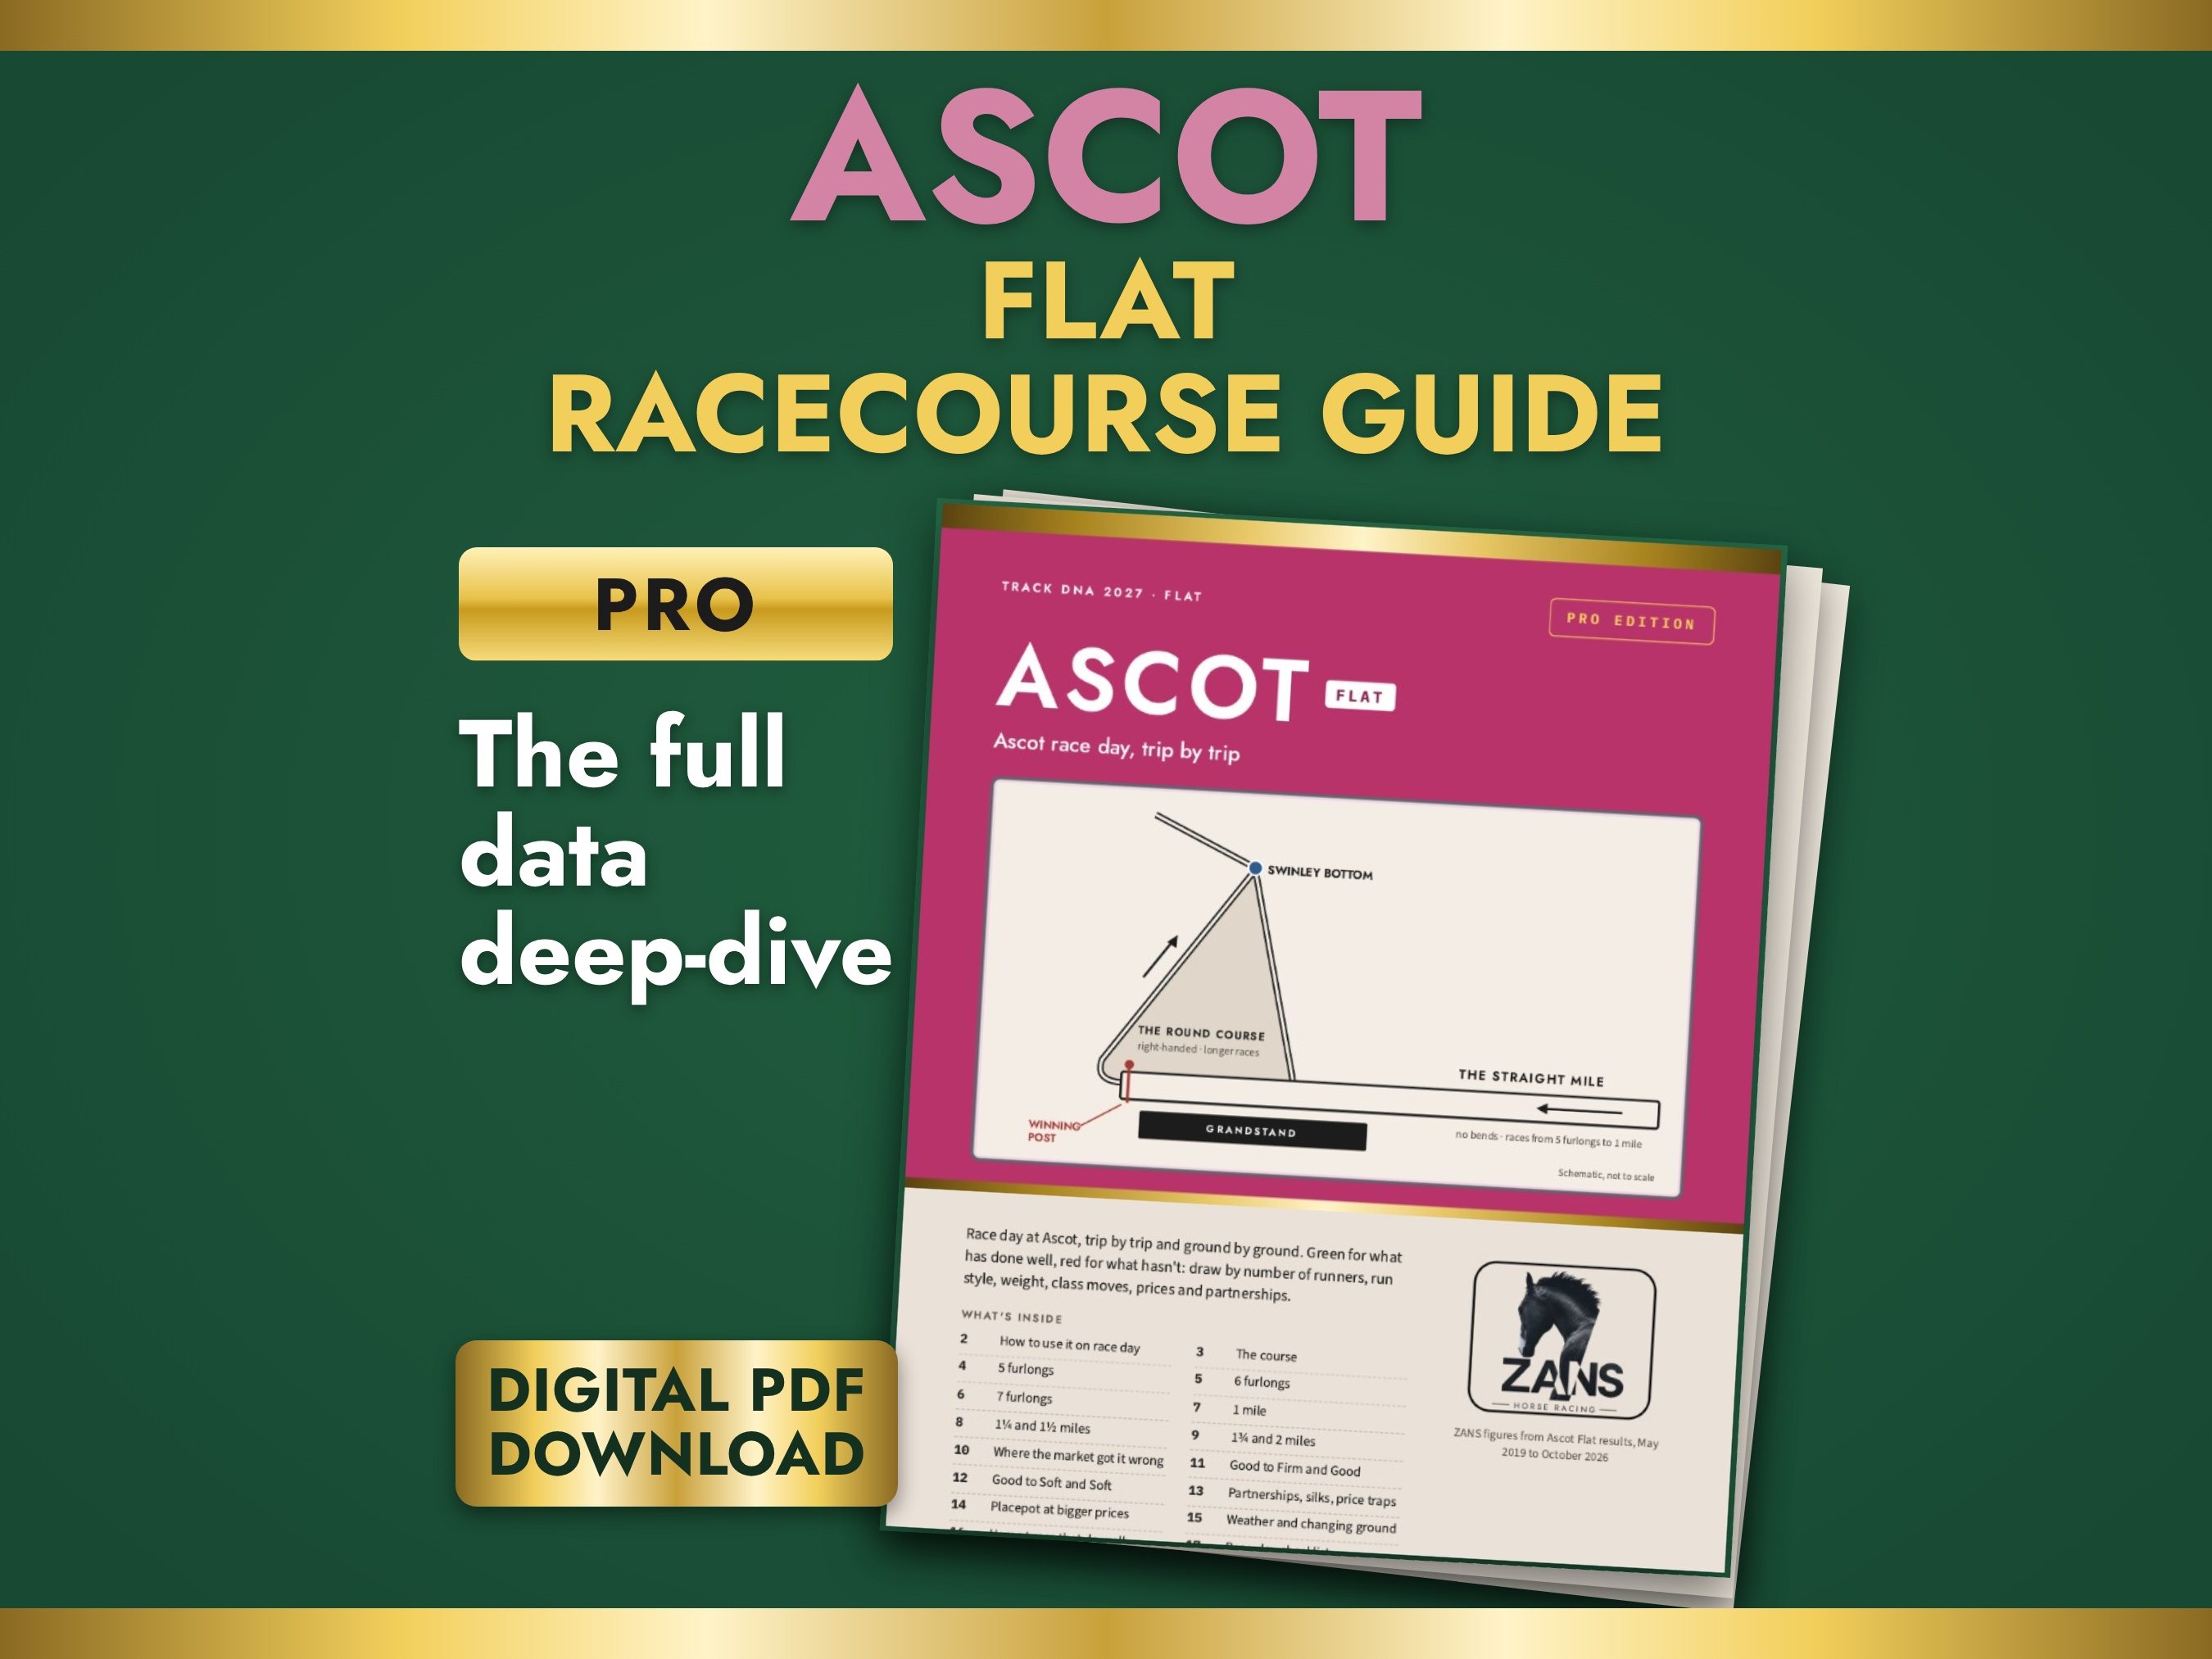 ASCOT
FLAT
RACECOURSE GUIDE
PRO
The full
data
deep-dive
DIGITAL PDF
DOWNLOAD
TRACK DNA 2027 · FLAT
PRO EDITION
ASCOT FLAT
Ascot race day, trip by trip
SWINLEY BOTTOM
THE ROUND COURSE
right-handed · longer races
THE STRAIGHT MILE
WINNING
POST
GRANDSTAND
no bends · races from 5 furlongs to 1 mile
Schematic, not to scale
Race day at Ascot, trip by trip and ground by ground. Green for what
has done well, red for what hasn't: draw by number of runners, run
style, weight, class moves, prices and partnerships.
WHAT'S INSIDE
2 How to use it on race day
3 The course
4 5 furlongs
5 6 furlongs
6 7 furlongs
7 1 mile
8 1¼ and 1½ miles
9 1¾ and 2 miles
10 Where the market got it wrong
11 Good to Firm and Good
12 Good to Soft and Soft
13 Partnerships, silks, price traps
14 Placepot at bigger prices
15 Weather and changing ground
ZANS
HORSE RACING
ZANS figures from Ascot Flat results, May
2019 to October 2026